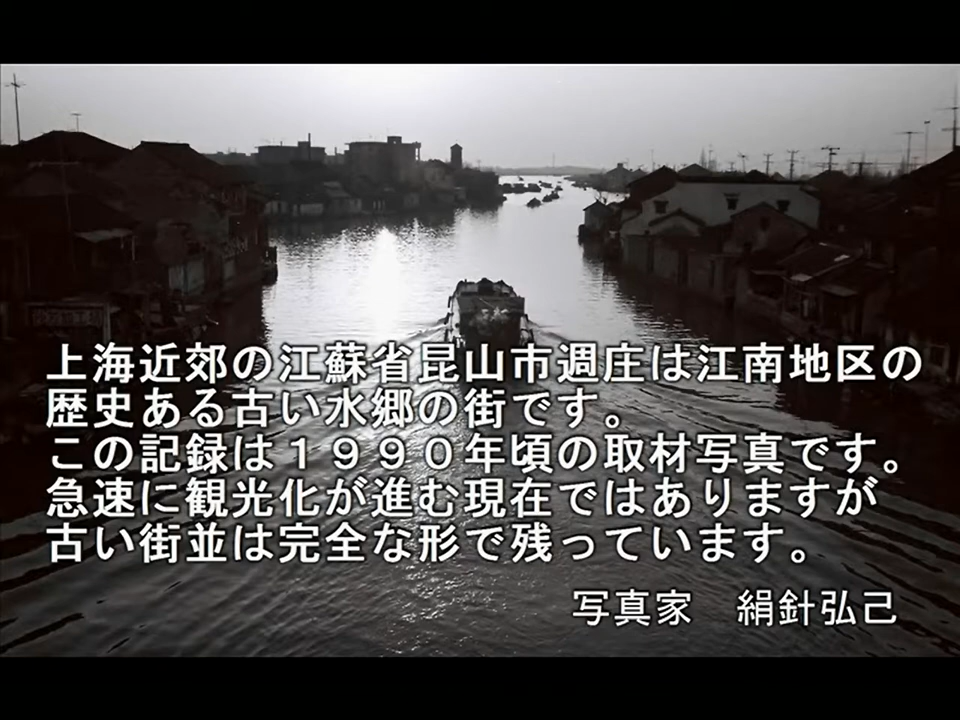 上海近郊の江蘇省昆山市週庄は江南地区の
歴史ある古い水郷の街です。
この記録は１９９０年頃の取材写真です。
急速に観光化が進む現在ではありますが
古い街並は完全な形で残っています。
写真家　絹針弘己